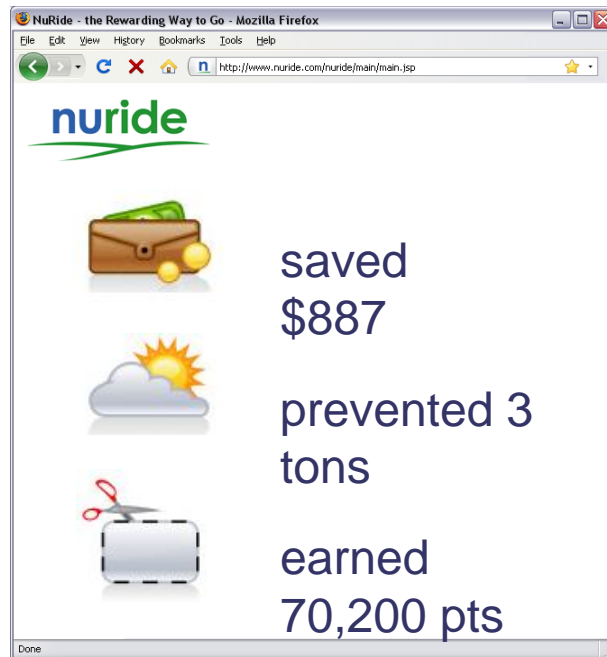 NuRide - the Rewarding Way to Go - Mozilla Firefox
File Edit View History Bookmarks Tools Help
n http://www.nuride.com/nuride/main/main.jsp
nuride
saved
$887
prevented 3
tons
earned
70,200 pts
Done